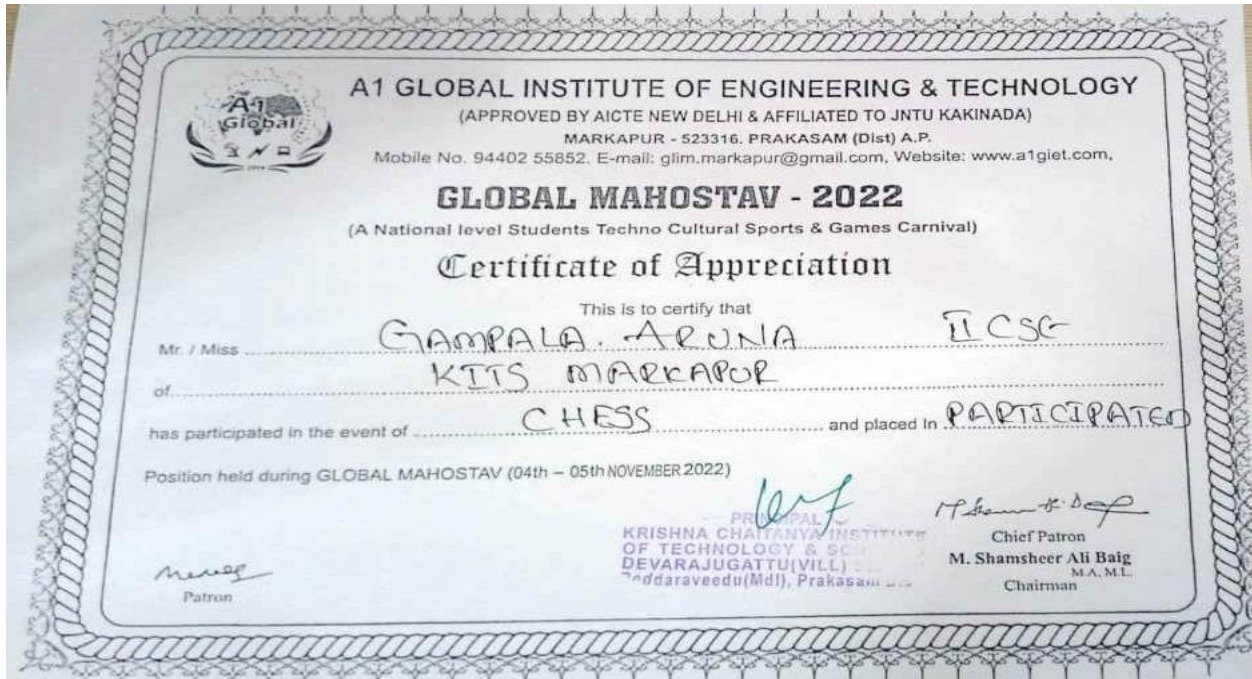 A1 Global
A1 GLOBAL INSTITUTE OF ENGINEERING & TECHNOLOGY
(APPROVED BY AICTE NEW DELHI & AFFILIATED TO JNTU KAKINADA)
MARKAPUR - 523316. PRAKASAM (Dist) A.P.
Mobile No. 94402 55852. E-mail: glim.markapur@gmail.com, Website: www.a1giet.com,
GLOBAL MAHOSTAV - 2022
(A National level Students Techno Cultural Sports & Games Carnival)
Certificate of Appreciation
This is to certify that
Mr. / Miss GAMPALA. ARUNA II CSE
of KITS MARKAPUR
has participated in the event of CHESS and placed in PARTICIPATED
Position held during GLOBAL MAHOSTAV (04th – 05th NOVEMBER 2022)
PRINCIPAL
KRISHNA CHAITANYA INSTITUTE
OF TECHNOLOGY &
DEVARAJUGATTU(VILL)
Peddaraveedu(Mdl), Prakasam
Patron
Chief Patron
M. Shamsheer Ali Baig
M.A. M.L.
Chairman